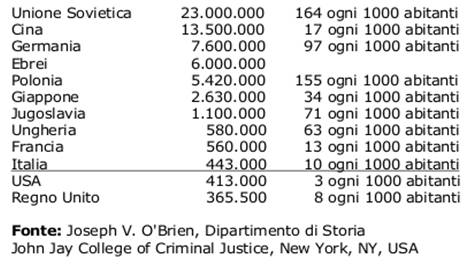 Unione Sovietica 23.000.000 164 ogni 1000 abitanti
Cina 13.500.000 17 ogni 1000 abitanti
Germania 7.600.000 97 ogni 1000 abitanti
Ebrei 6.000.000
Polonia 5.420.000 155 ogni 1000 abitanti
Giappone 2.630.000 34 ogni 1000 abitanti
Jugoslavia 1.100.000 71 ogni 1000 abitanti
Ungheria 580.000 63 ogni 1000 abitanti
Francia 560.000 13 ogni 1000 abitanti
Italia 443.000 10 ogni 1000 abitanti
USA 413.000 3 ogni 1000 abitanti
Regno Unito 365.500 8 ogni 1000 abitanti
Fonte: Joseph V. O'Brien, Dipartimento di Storia
John Jay College of Criminal Justice, New York, NY, USA